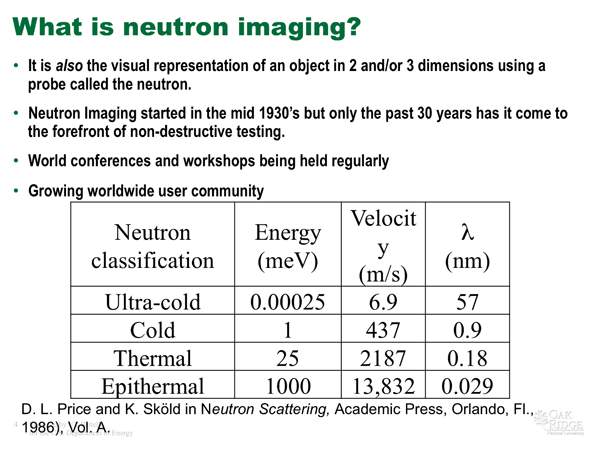 What is neutron imaging?
• It is also the visual representation of an object in 2 and/or 3 dimensions using a
probe called the neutron.
• Neutron Imaging started in the mid 1930's but only the past 30 years has it come to
the forefront of non-destructive testing.
• World conferences and workshops being held regularly
• Growing worldwide user community
Neutron classification Energy (meV) Velocity (m/s) λ (nm)
Ultra-cold 0.00025 6.9 57
Cold 1 437 0.9
Thermal 25 2187 0.18
Epithermal 1000 13,832 0.029
D. L. Price and K. Sköld in Neutron Scattering, Academic Press, Orlando, Fl.,
1986), Vol. A.
4
Department of Energy
OAK
RIDGE
National Laboratory